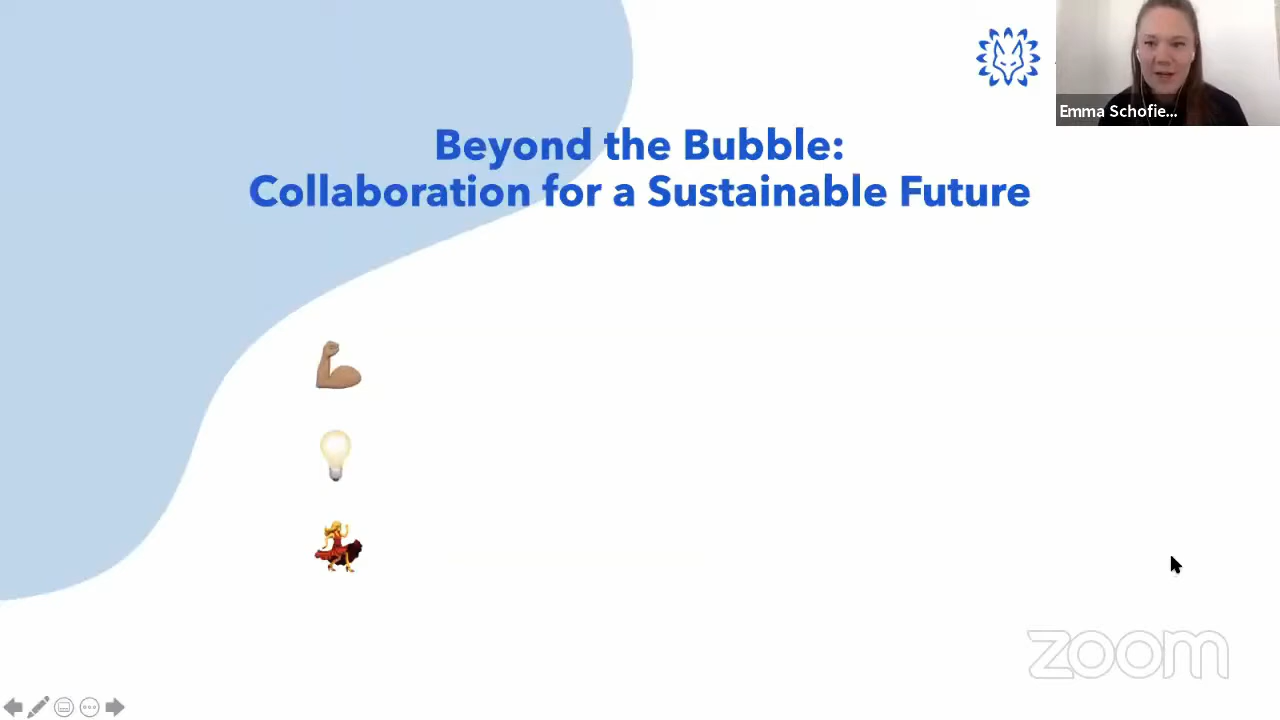 Emma Schofie...
Beyond the Bubble:
Collaboration for a Sustainable Future
zoom